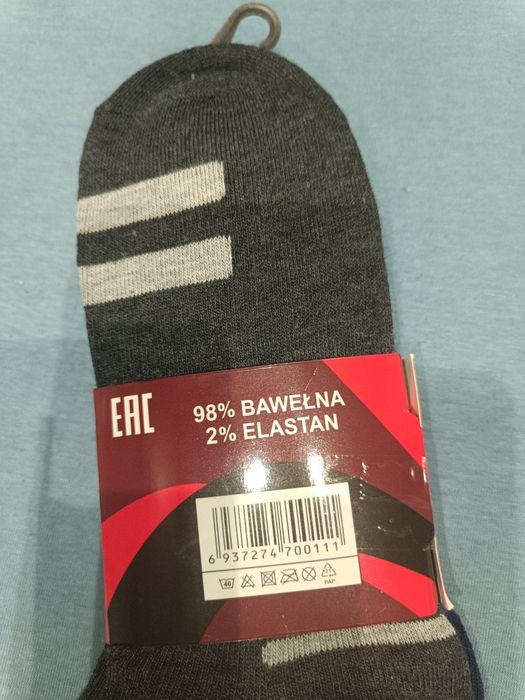 EAC
98% BAWEŁNA
2% ELASTAN
6 937274 700111
40
PAP